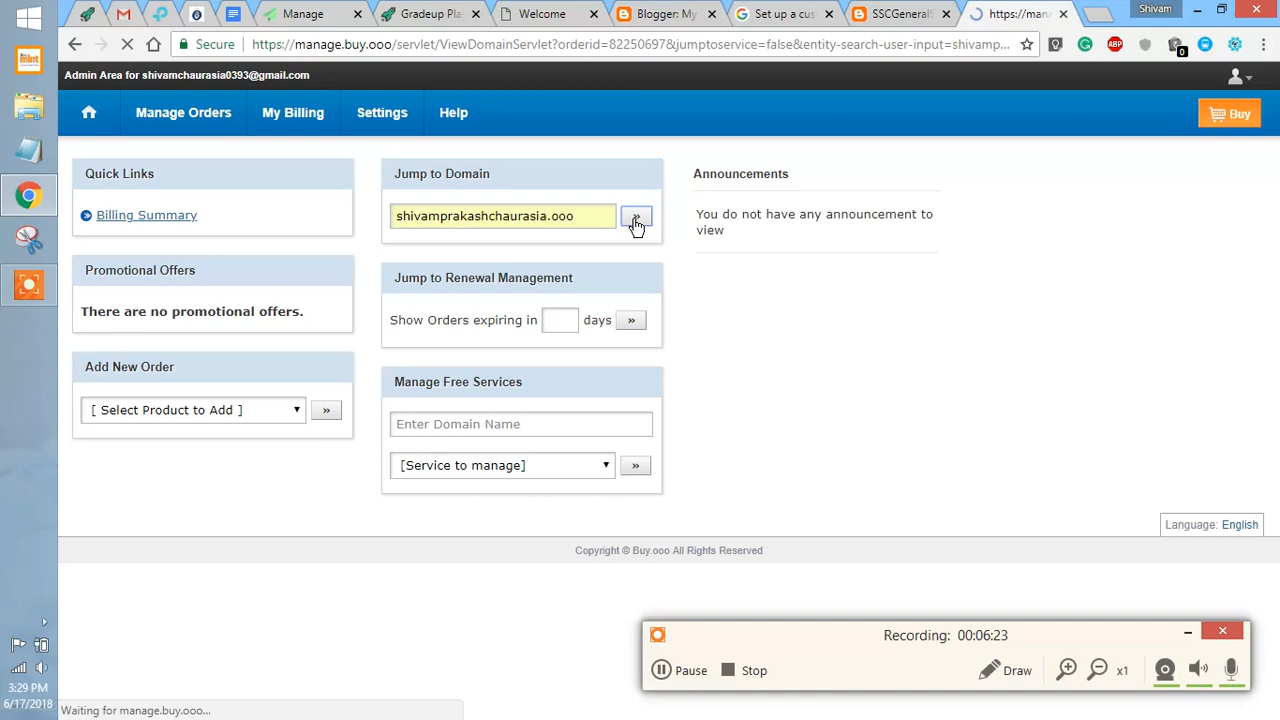 Manage
Gradeup Pla
Welcome
Blogger: My
Set up a cus
SSCGeneralS
https://mana
Shivam
Secure
https://manage.buy.ooo/servlet/ViewDomainServlet?orderid=82250697&jumptoservice=false&entity-search-user-input=shivamp...
ABP
0
Admin Area for shivamchaurasia0393@gmail.com
Manage Orders
My Billing
Settings
Help
Buy
Quick Links
Billing Summary
Promotional Offers
There are no promotional offers.
Add New Order
[ Select Product to Add ]
»
Jump to Domain
shivamprakashchaurasia.ooo
»
Jump to Renewal Management
Show Orders expiring in
days
»
Manage Free Services
Enter Domain Name
[Service to manage]
»
Announcements
You do not have any announcement to
view
Language: English
Copyright © Buy.ooo All Rights Reserved
Recording: 00:06:23
Pause
Stop
Draw
x1
3:29 PM
6/17/2018
Waiting for manage.buy.ooo...